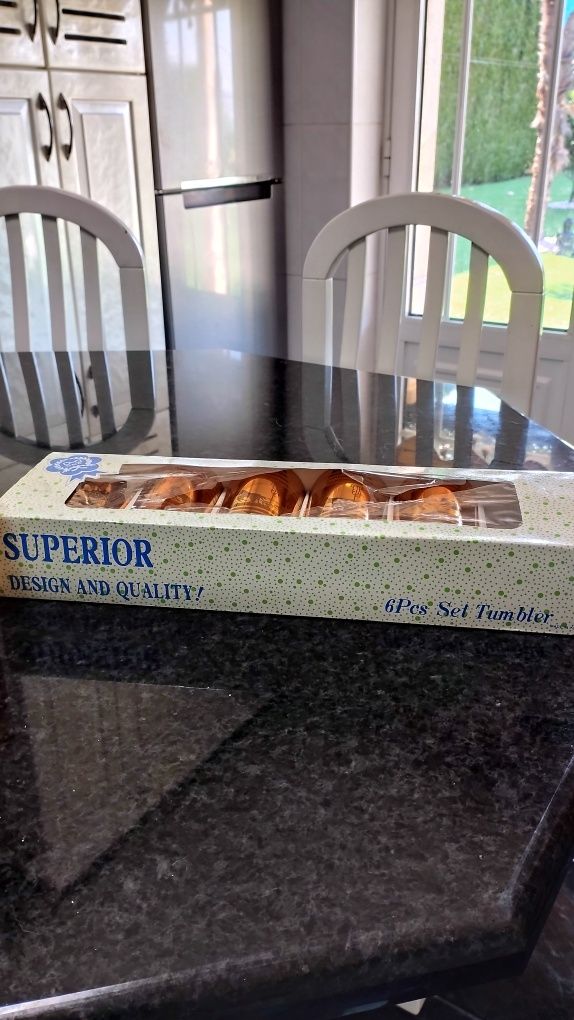 SUPERIOR
DESIGN AND QUALITY!
6Pcs Set Tumbler